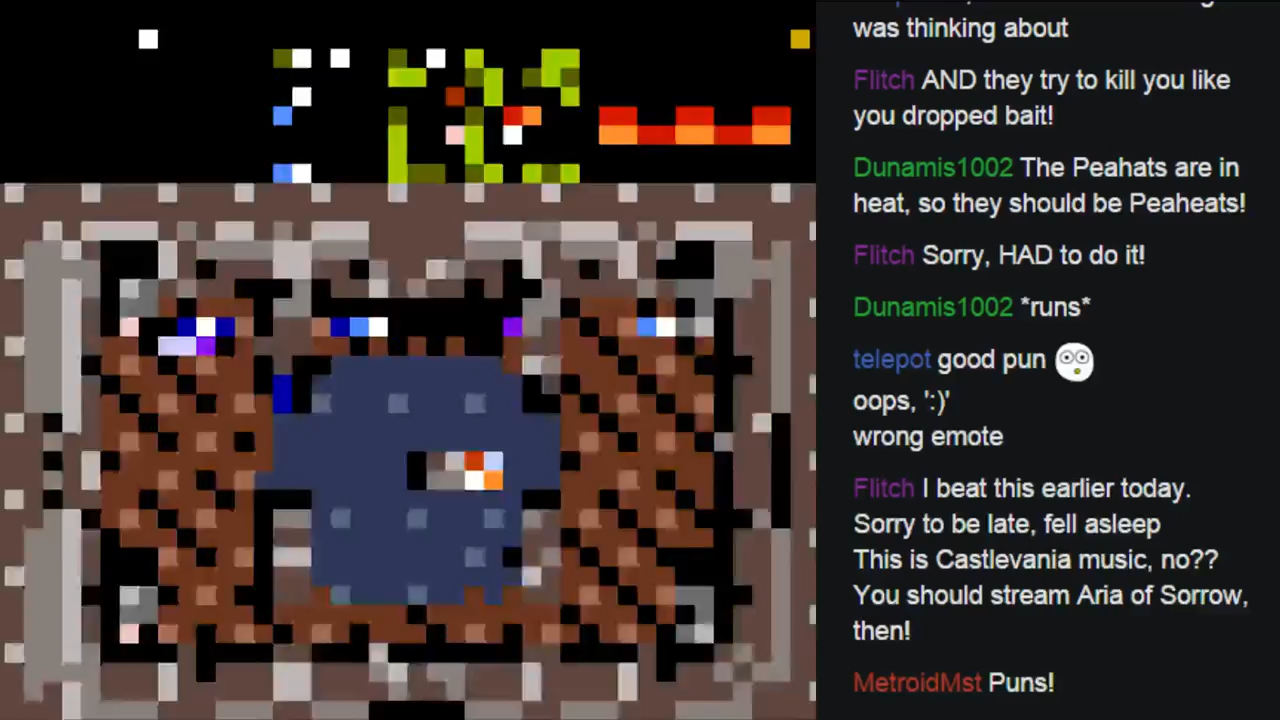 was thinking about
Flitch AND they try to kill you like
you dropped bait!
Dunamis1002 The Peahats are in
heat, so they should be Peaheats!
Flitch Sorry, HAD to do it!
Dunamis1002 *runs*
telepot good pun
oops, ':)'
wrong emote
Flitch I beat this earlier today.
Sorry to be late, fell asleep
This is Castlevania music, no??
You should stream Aria of Sorrow,
then!
MetroidMst Puns!